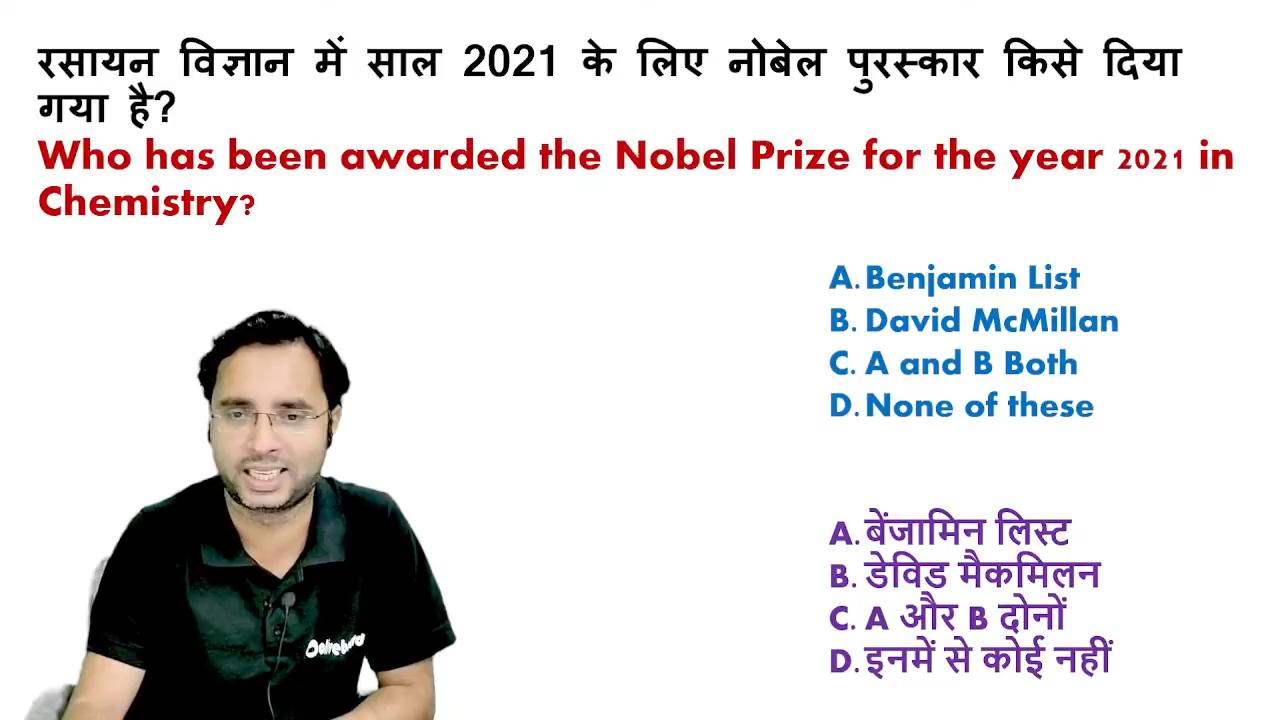 रसायन विज्ञान में साल 2021 के लिए नोबेल पुरस्कार किसे दिया
गया है?
Who has been awarded the Nobel Prize for the year 2021 in
Chemistry?
A. Benjamin List
B. David McMillan
C. A and B Both
D. None of these
A. बेंजामिन लिस्ट
B. डेविड मैकमिलन
C. A और B दोनों
D. इनमें से कोई नहीं